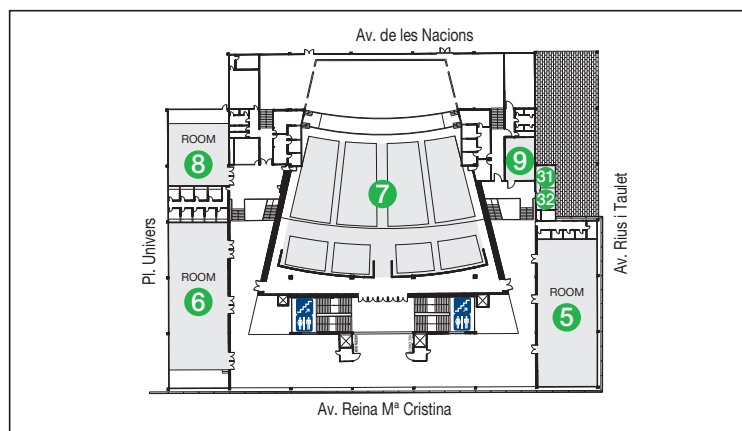 Av. de les Nacions
ROOM
8
9
31
32
7
Pl. Univers
Av. Rius i Taulet
ROOM
6
ROOM
5
Av. Reina Mª Cristina